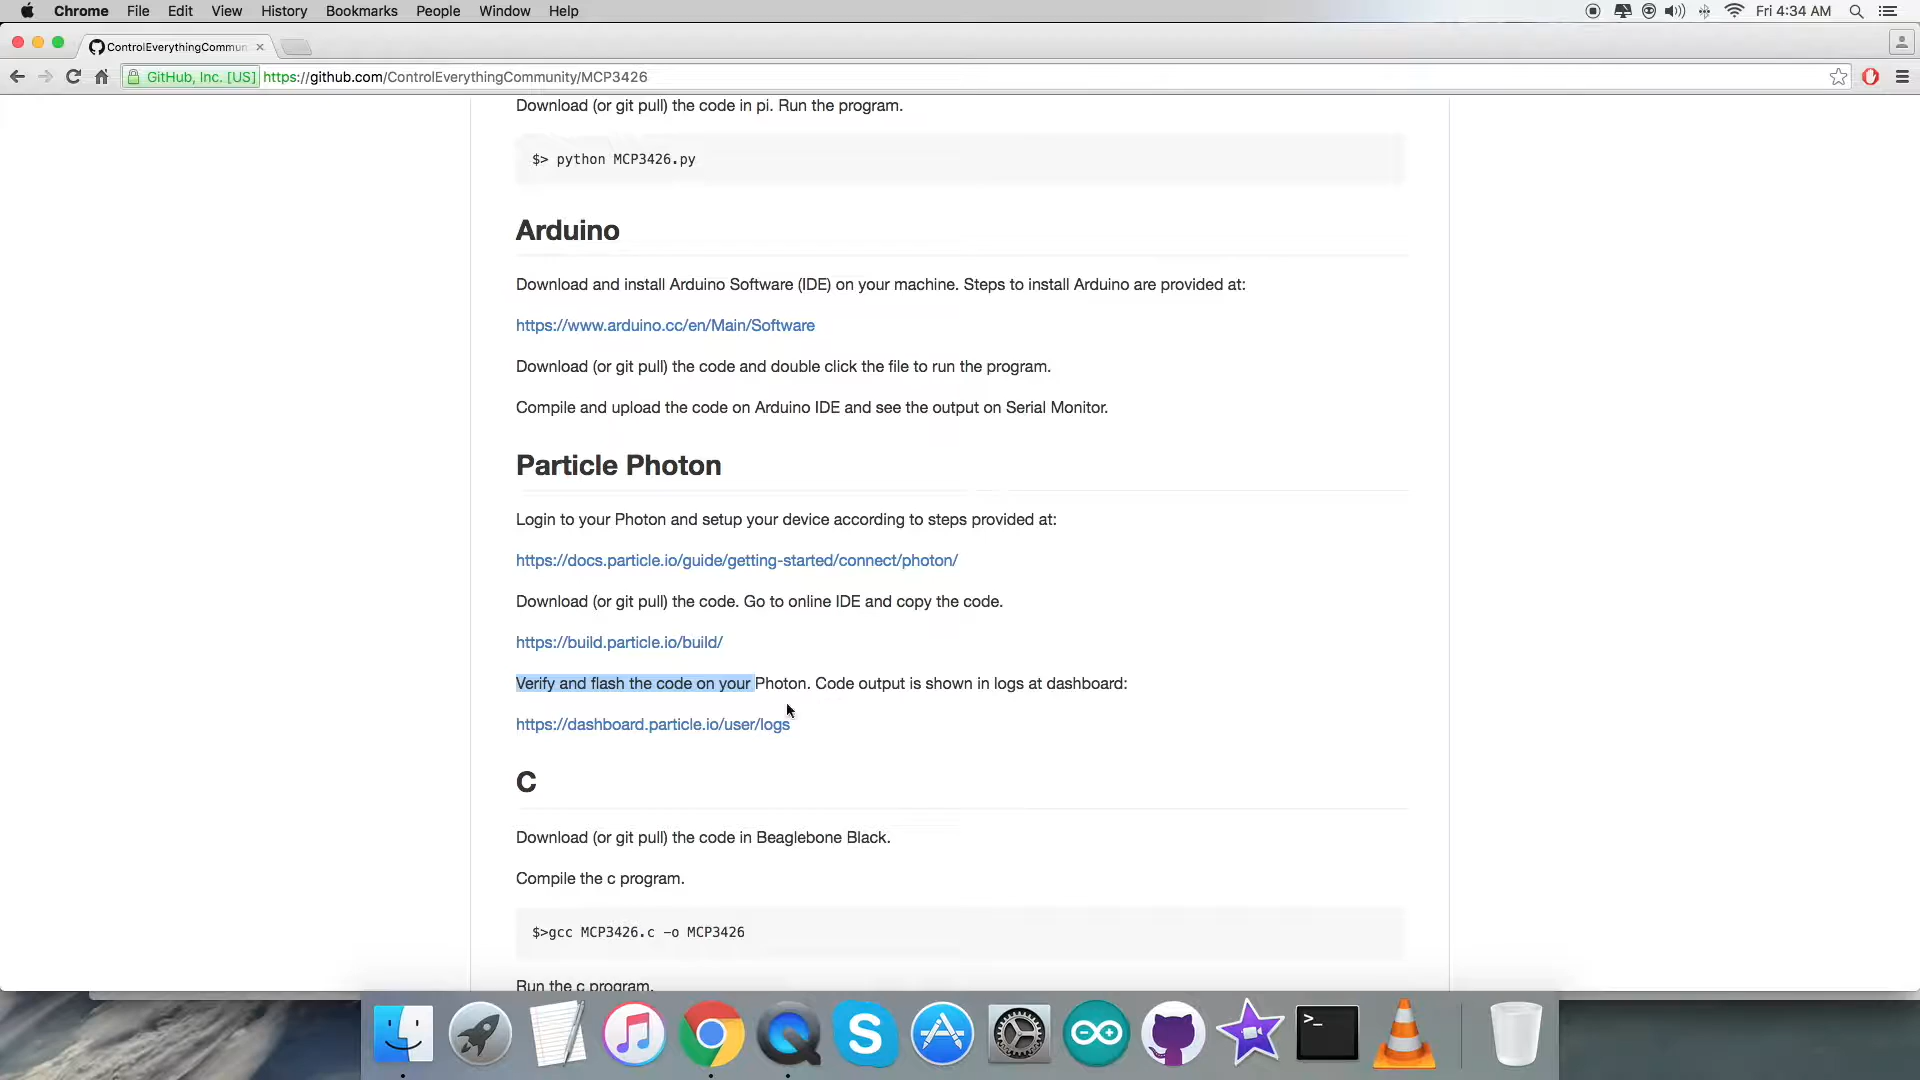 Chrome File Edit View History Bookmarks People Window Help Fri 4:34 AM
ControlEverythingCommun
GitHub, Inc. [US] https://github.com/ControlEverythingCommunity/MCP3426
Download (or git pull) the code in pi. Run the program.
$> python MCP3426.py
Arduino
Download and install Arduino Software (IDE) on your machine. Steps to install Arduino are provided at:
https://www.arduino.cc/en/Main/Software
Download (or git pull) the code and double click the file to run the program.
Compile and upload the code on Arduino IDE and see the output on Serial Monitor.
Particle Photon
Login to your Photon and setup your device according to steps provided at:
https://docs.particle.io/guide/getting-started/connect/photon/
Download (or git pull) the code. Go to online IDE and copy the code.
https://build.particle.io/build/
Verify and flash the code on your Photon. Code output is shown in logs at dashboard:
https://dashboard.particle.io/user/logs
C
Download (or git pull) the code in Beaglebone Black.
Compile the c program.
$>gcc MCP3426.c -o MCP3426
Run the c program.